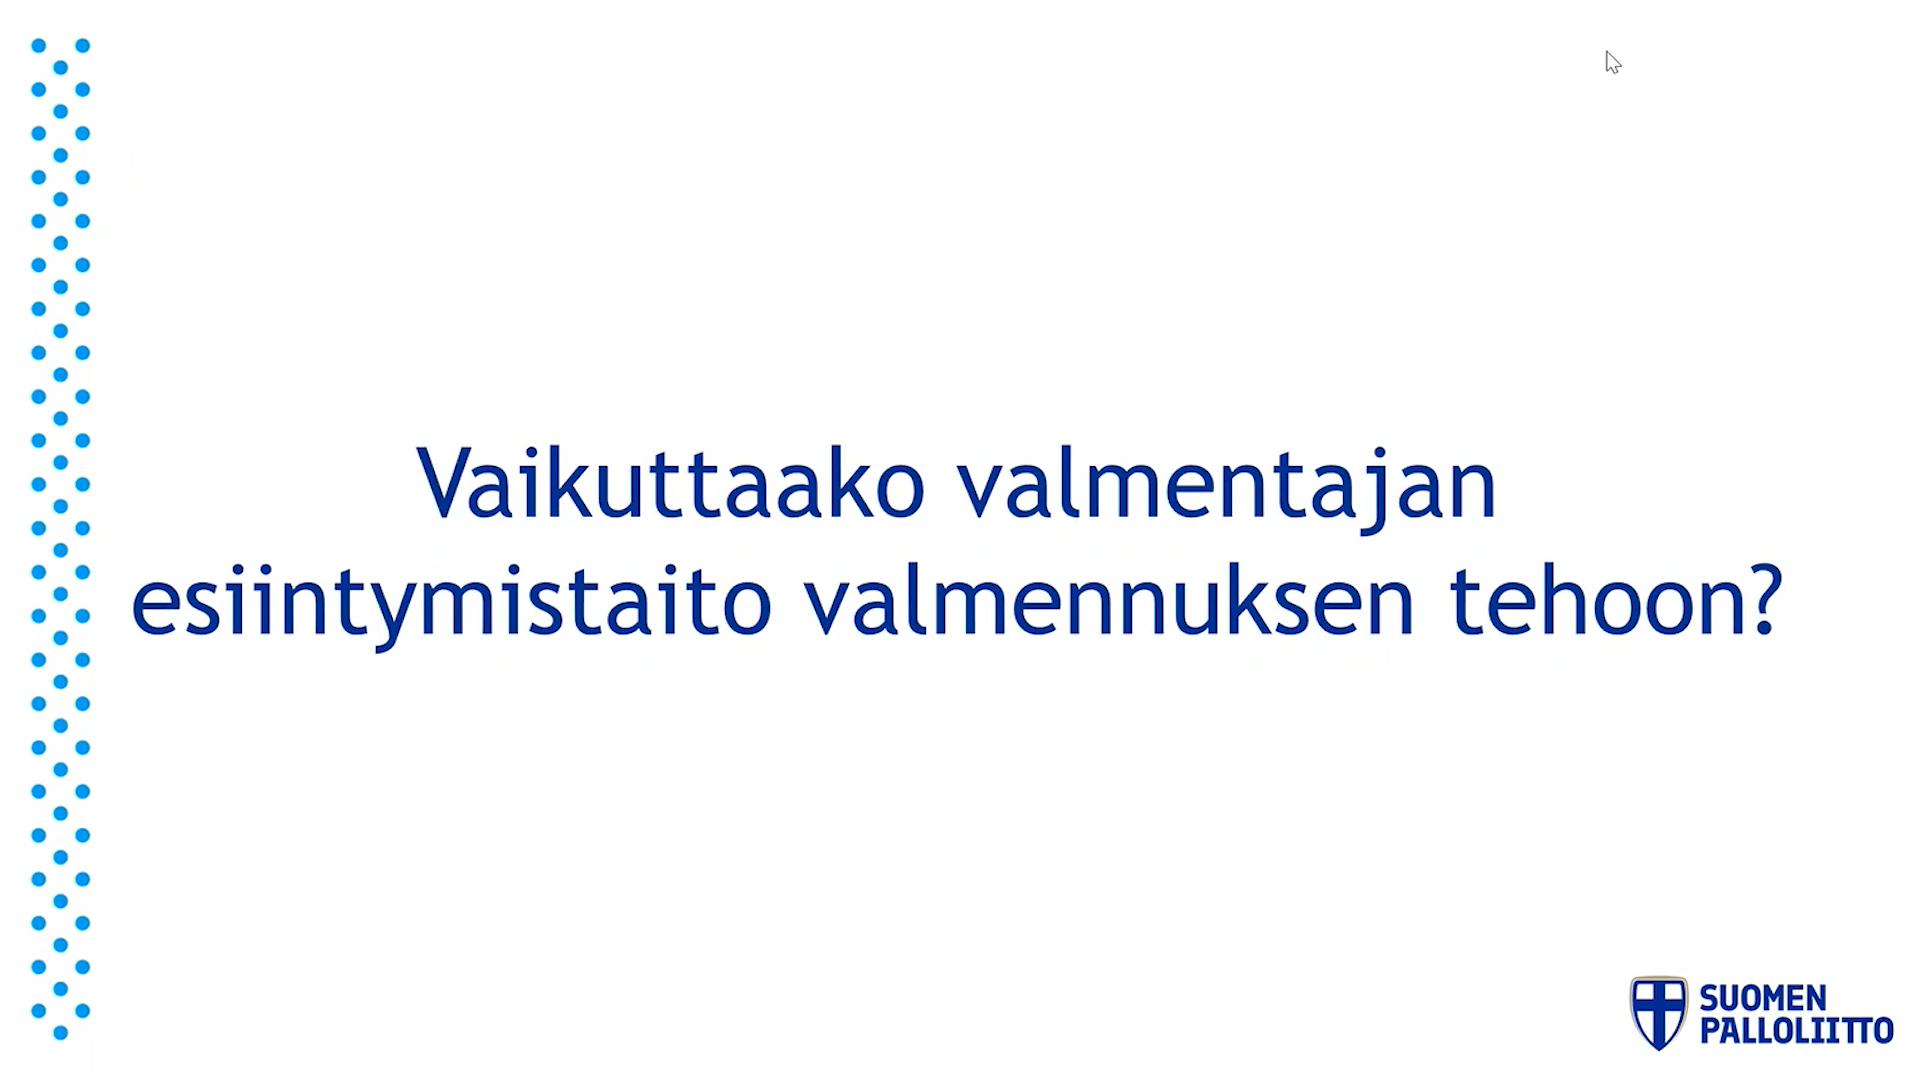 Vaikuttaako valmentajan
esiintymistaito valmennuksen tehoon?
SUOMEN
PALLOLIITTO